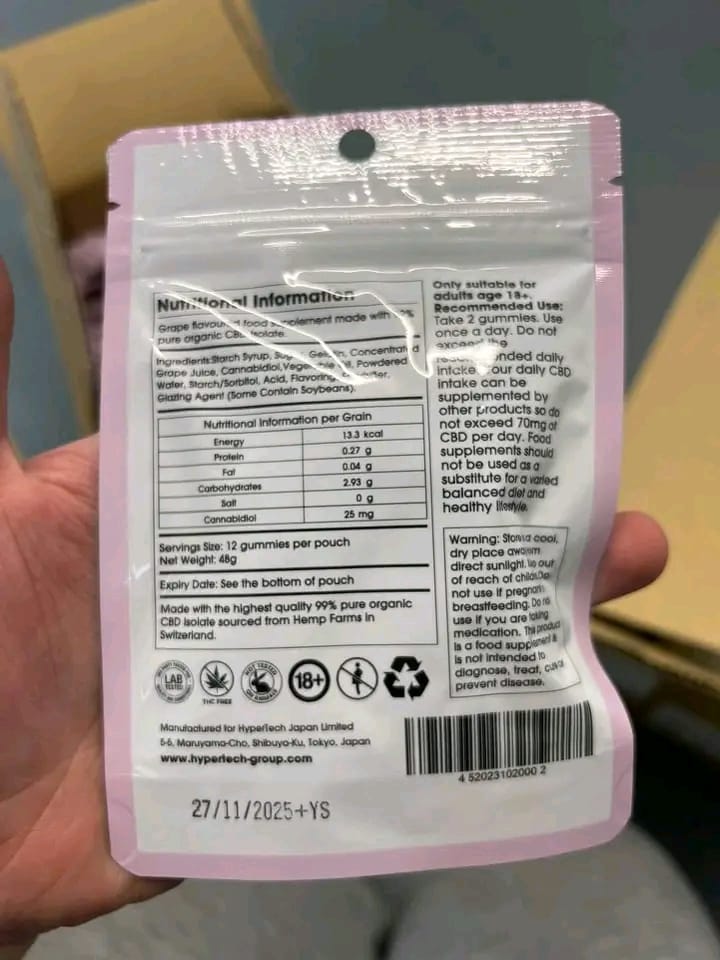 Nutritional Information
Grape flavoured food supplement made with
pure organic CBD Isolate.
Ingredients: Starch Syrup, Sugar, Gelatin, Concentrated
Grape Juice, Cannabidiol, Vegetable Oil, Powdered
Water, Starch/Sorbitol, Acid, Flavoring,
Glazing Agent (Some Contain Soybeans).
Nutritional Information per Grain
Energy 13.3 kcal
Protein 0.27 g
Fat 0.04 g
Carbohydrates 2.93 g
Salt 0 g
Cannabidiol 25 mg
Servings Size: 12 gummies per pouch
Net Weight: 48g
Expiry Date: See the bottom of pouch
Made with the highest quality 99% pure organic
CBD Isolate sourced from Hemp Farms in
Switzerland.
Only suitable for
adults age 18+.
Recommended Use:
Take 2 gummies. Use
once a day. Do not
exceed the
recommended daily
intake. Your daily CBD
intake can be
supplemented by
other products so do
not exceed 70mg of
CBD per day. Food
supplements should
not be used as a
substitute for a varied
balanced diet and
healthy lifestyle.
Warning: Store in a cool,
dry place away from
direct sunlight. out
of reach of children. Do
not use if pregnant
breastfeeding. Do not
use if you are taking
medication. This product
is a food supplement &
is not intended to
diagnose, treat, cure or
prevent disease.
LAB
TESTED
THC FREE
NOT TESTED
ON ANIMALS
18+
Manufactured for HyperTech Japan Limited
5-6, Maruyama-Cho, Shibuya-Ku, Tokyo, Japan
www.hypertech-group.com
4 52023102000 2
27/11/2025+YS